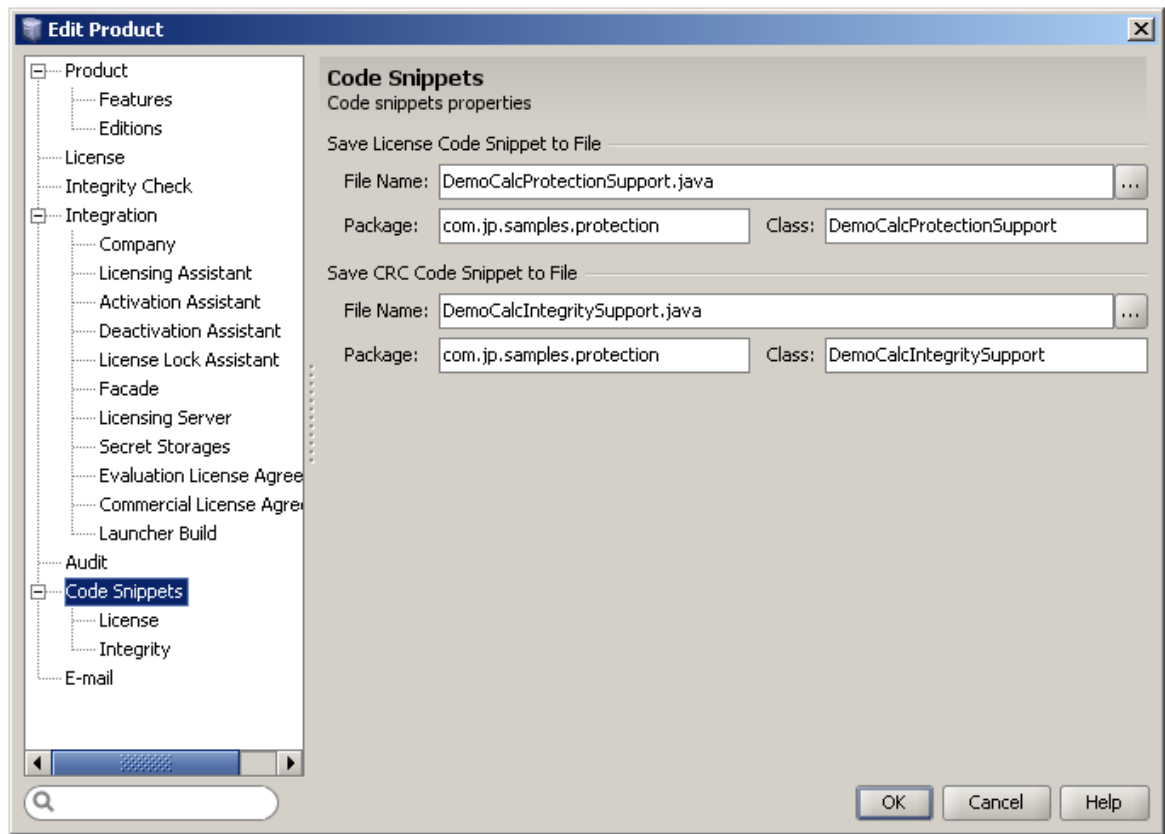 Edit Product
Product
Features
Editions
License
Integrity Check
Integration
Company
Licensing Assistant
Activation Assistant
Deactivation Assistant
License Lock Assistant
Facade
Licensing Server
Secret Storages
Evaluation License Agree
Commercial License Agre
Launcher Build
Audit
Code Snippets
License
Integrity
E-mail
Code Snippets
Code snippets properties
Save License Code Snippet to File
File Name: DemoCalcProtectionSupport.java ...
Package: com.jp.samples.protection Class: DemoCalcProtectionSupport
Save CRC Code Snippet to File
File Name: DemoCalcIntegritySupport.java ...
Package: com.jp.samples.protection Class: DemoCalcIntegritySupport
OK Cancel Help